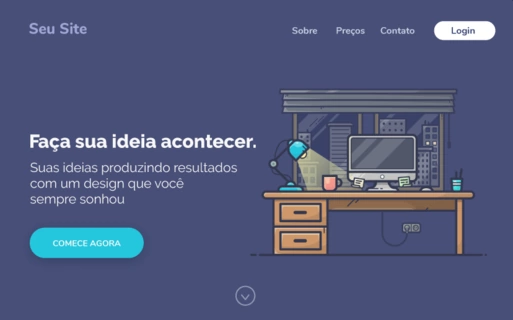 Seu Site
Sobre Preços Contato Login
Faça sua ideia acontecer.
Suas ideias produzindo resultados
com um design que você
sempre sonhou
COMECE AGORA